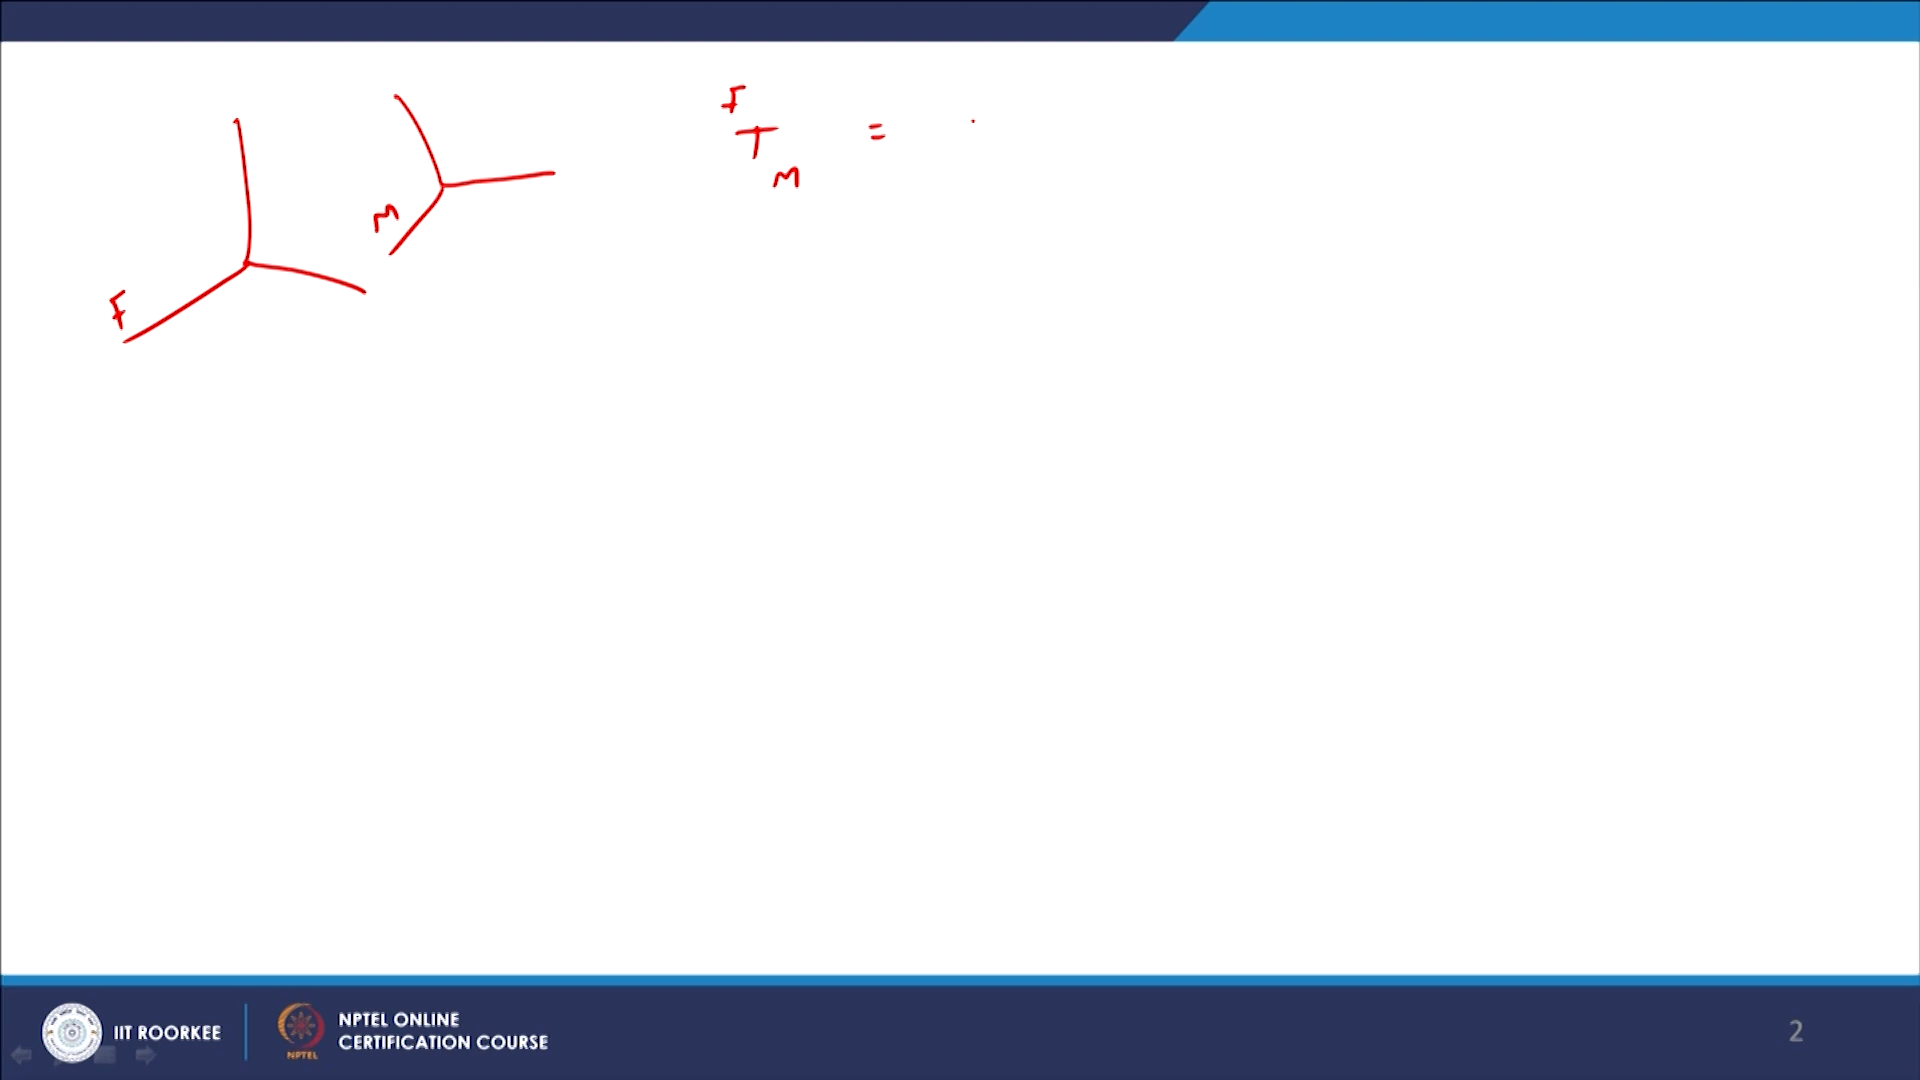 F
T =
M
M
F
IIT ROORKEE
NPTEL ONLINE
CERTIFICATION COURSE
NPTEL
2